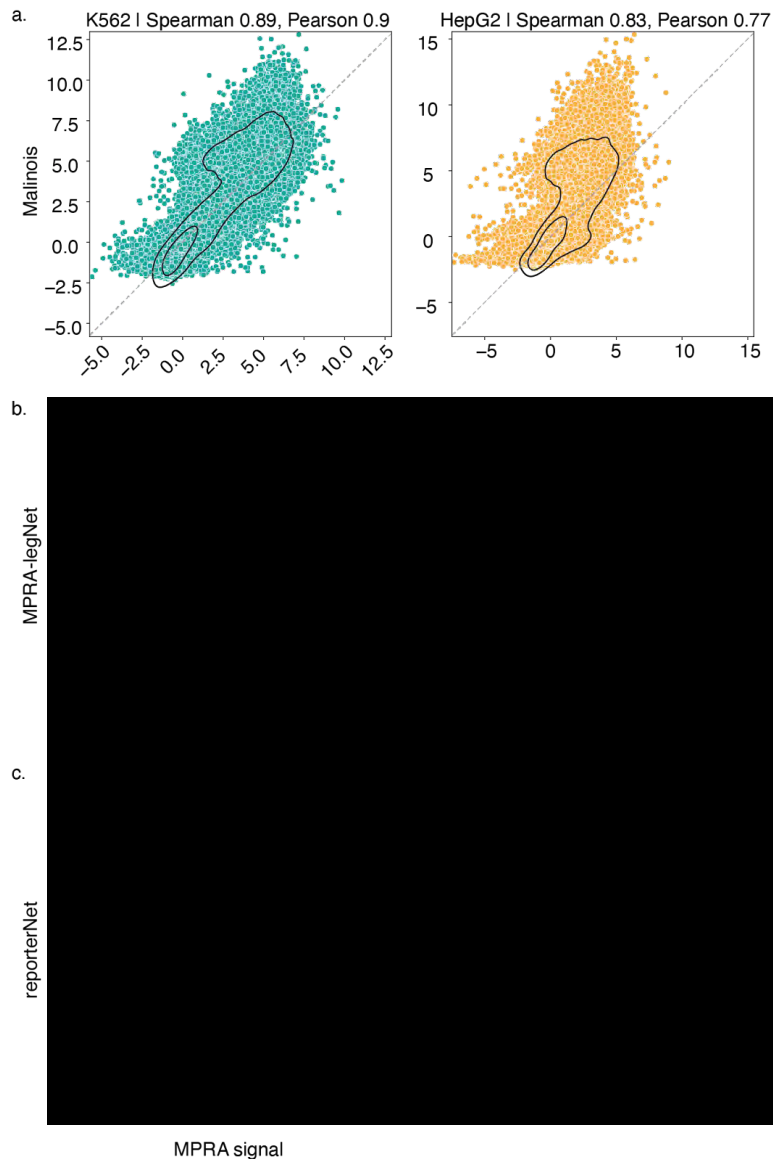 a.
K562 | Spearman 0.89, Pearson 0.9
HepG2 | Spearman 0.83, Pearson 0.77
Malinois
12.5
10.0
7.5
5.0
2.5
0.0
−2.5
−5.0
−5.0 −2.5 0.0 2.5 5.0 7.5 10.0 12.5
15
10
5
0
−5
−5 0 5 10 15
b.
MPRA-legNet
c.
reporterNet
MPRA signal